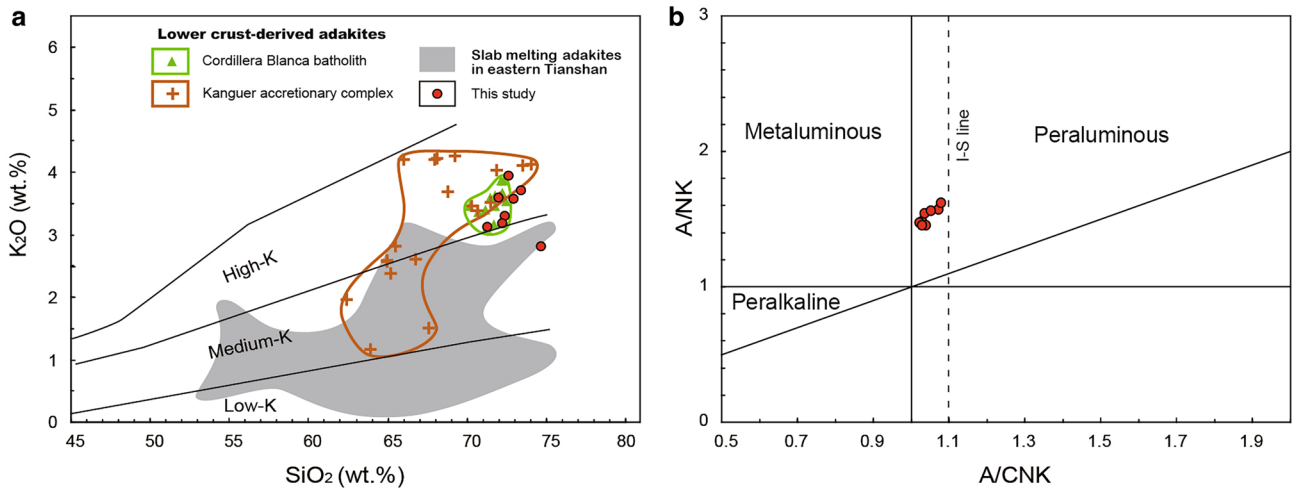 a
Lower crust-derived adakites
Cordillera Blanca batholith
Kanguer accretionary complex
Slab melting adakites
in eastern Tianshan
This study
High-K
Medium-K
Low-K
K2O (wt.%)
6
5
4
3
2
1
0
45 50 55 60 65 70 75 80
SiO2 (wt.%)
b
Metaluminous
Peraluminous
I-S line
Peralkaline
A/NK
3
2
1
0
0.5 0.7 0.9 1.1 1.3 1.5 1.7 1.9
A/CNK